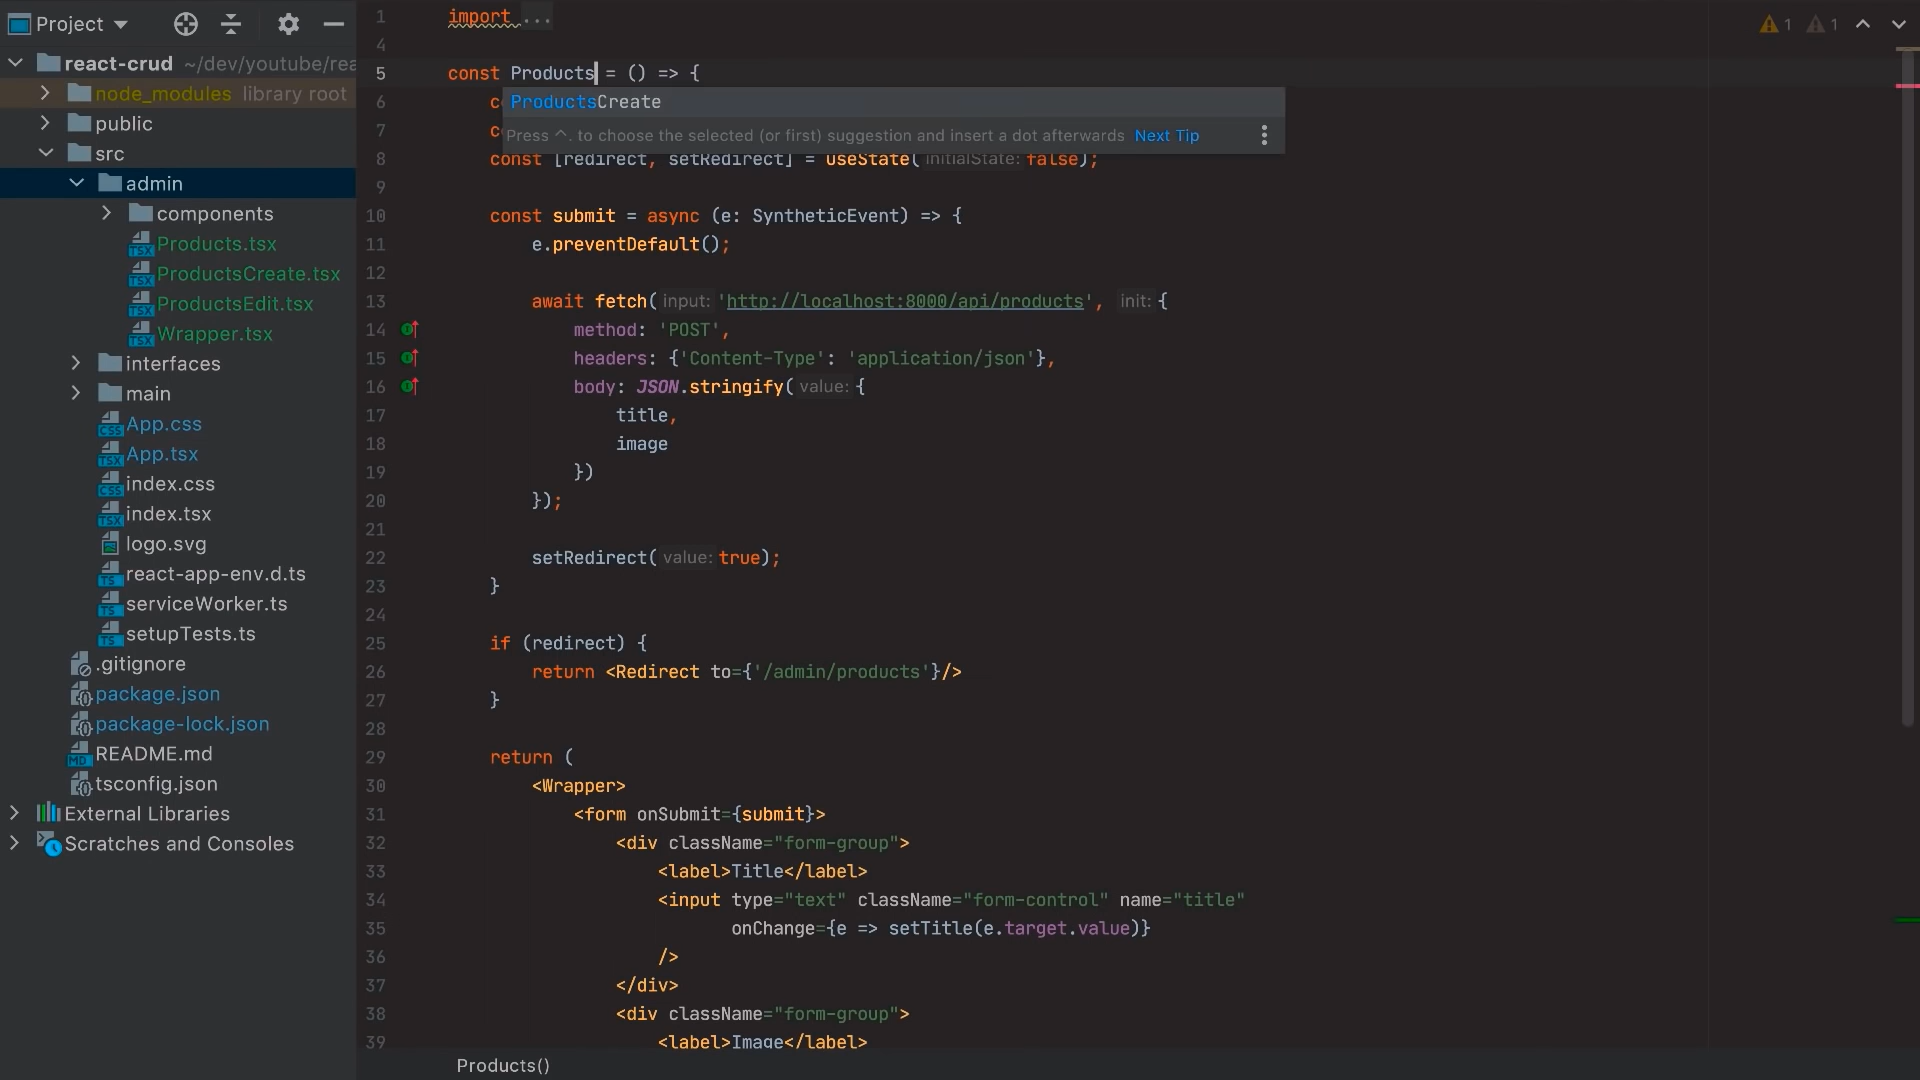 Project
react-crud ~/dev/youtube/rea
node_modules library root
public
src
admin
components
Products.tsx
ProductsCreate.tsx
ProductsEdit.tsx
Wrapper.tsx
interfaces
main
App.css
App.tsx
index.css
index.tsx
logo.svg
react-app-env.d.ts
serviceWorker.ts
setupTests.ts
.gitignore
package.json
package-lock.json
README.md
tsconfig.json
External Libraries
Scratches and Consoles
1 import ...
4
5 const Products = () => {
6 c
ProductsCreate
7 c
Press ^. to choose the selected (or first) suggestion and insert a dot afterwards Next Tip
8 const [redirect, setRedirect] = useState( initialState: false);
9
10 const submit = async (e: SyntheticEvent) => {
11 e.preventDefault();
12
13 await fetch( input: 'http://localhost:8000/api/products', init: {
14 method: 'POST',
15 headers: {'Content-Type': 'application/json'},
16 body: JSON.stringify( value: {
17 title,
18 image
19 })
20 });
21
22 setRedirect( value: true);
23 }
24
25 if (redirect) {
26 return <Redirect to={'/admin/products'}/>
27 }
28
29 return (
30 <Wrapper>
31 <form onSubmit={submit}>
32 <div className="form-group">
33 <label>Title</label>
34 <input type="text" className="form-control" name="title"
35 onChange={e => setTitle(e.target.value)}
36 />
37 </div>
38 <div className="form-group">
39 <label>Image</label>
Products()
1 1